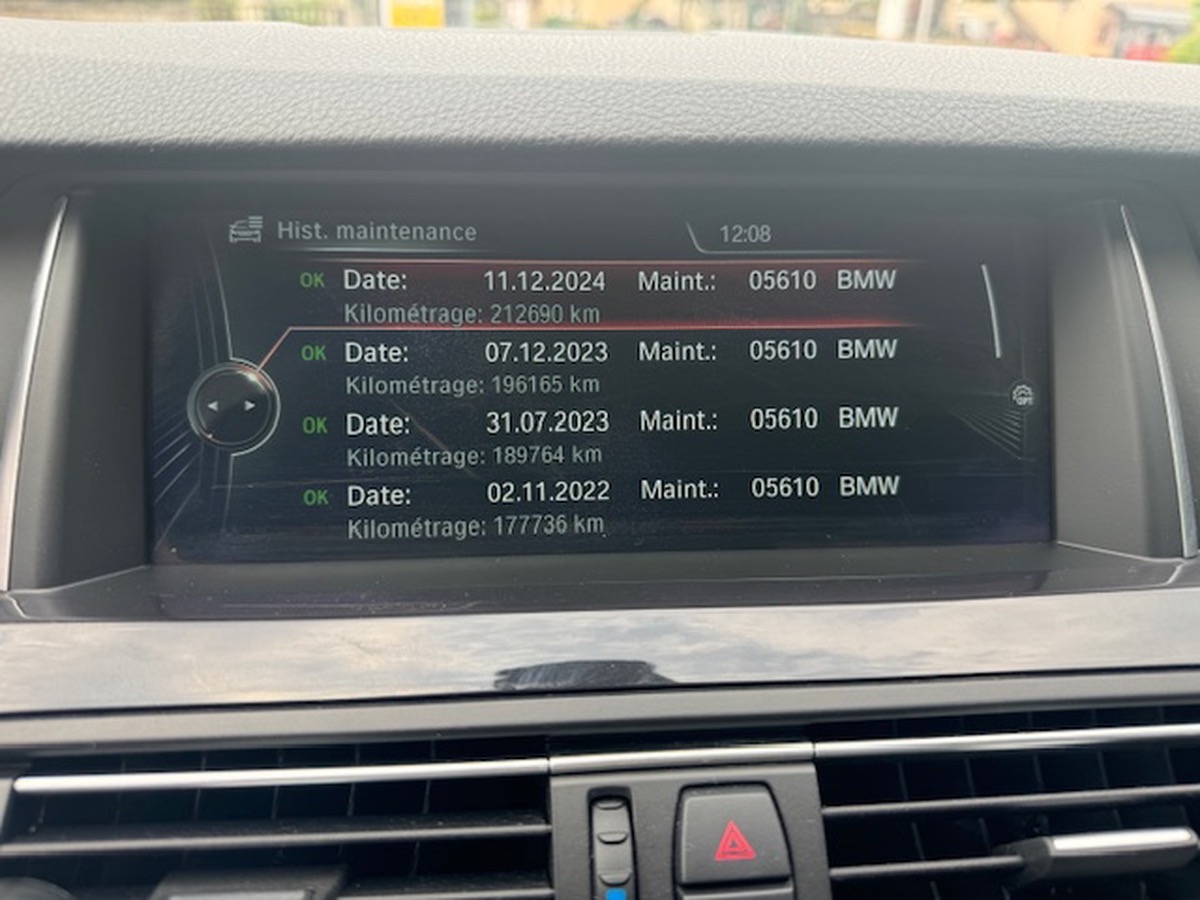 Hist. maintenance 12:08
OK Date: 11.12.2024 Maint.: 05610 BMW
Kilométrage: 212690 km
OK Date: 07.12.2023 Maint.: 05610 BMW
Kilométrage: 196165 km
OK Date: 31.07.2023 Maint.: 05610 BMW
Kilométrage: 189764 km
OK Date: 02.11.2022 Maint.: 05610 BMW
Kilométrage: 177736 km